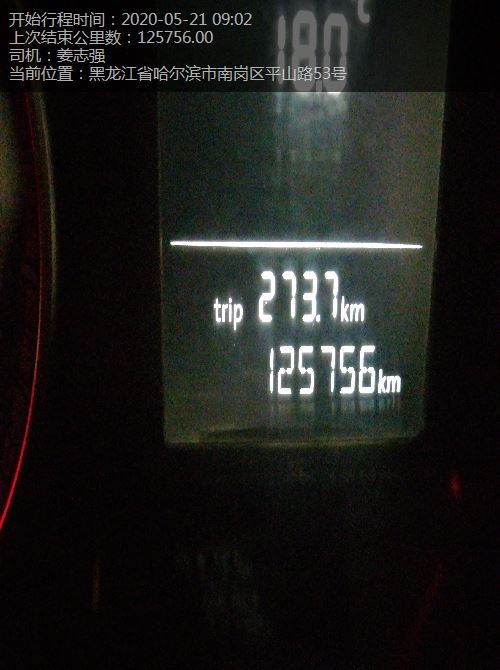 开始行程时间：2020-05-21 09:02
上次结束公里数：125756.00
司机：姜志强
当前位置：黑龙江省哈尔滨市南岗区平山路53号
18.0°C
trip 273.7km
125756km